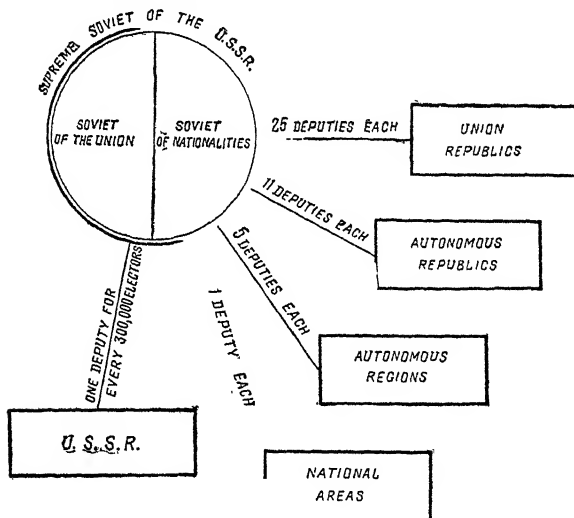 SUPREME SOVIET OF THE U.S.S.R.
SOVIET
OF THE UNION
SOVIET
OF NATIONALITIES
25 DEPUTIES EACH
UNION
REPUBLICS
11 DEPUTIES EACH
AUTONOMOUS
REPUBLICS
5 DEPUTIES EACH
AUTONOMOUS
REGIONS
1 DEPUTY EACH
NATIONAL
AREAS
ONE DEPUTY FOR
EVERY 300,000 ELECTORS
U.S.S.R.